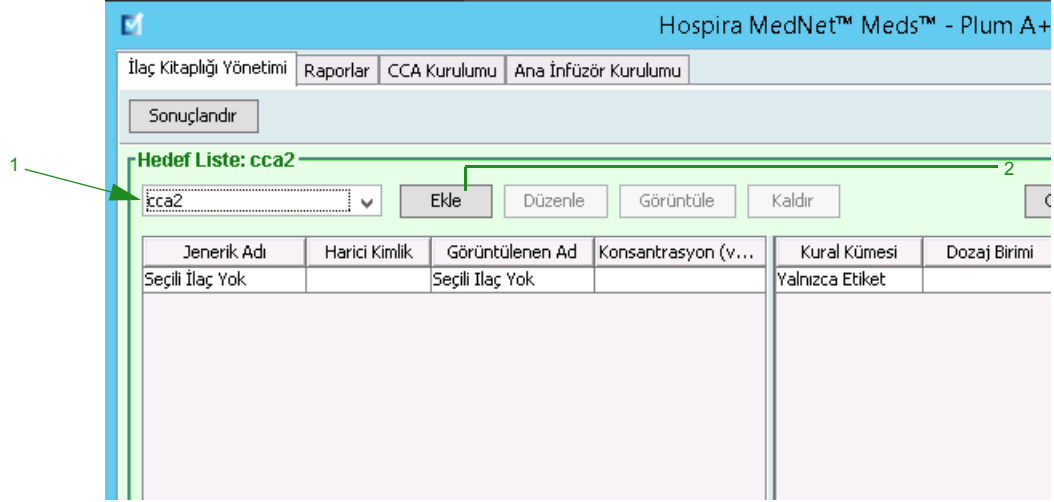 Hospira MedNet™ Meds™ - Plum A+
İlaç Kitaplığı Yönetimi Raporlar CCA Kurulumu Ana İnfüzör Kurulumu
Sonuçlandır
Hedef Liste: cca2
1
2
cca2 Ekle Düzenle Görüntüle Kaldır
Jenerik Adı Harici Kimlik Görüntülenen Ad Konsantrasyon (v... Kural Kümesi Dozaj Birimi
Seçili İlaç Yok Seçili Ilaç Yok Yalnızca Etiket